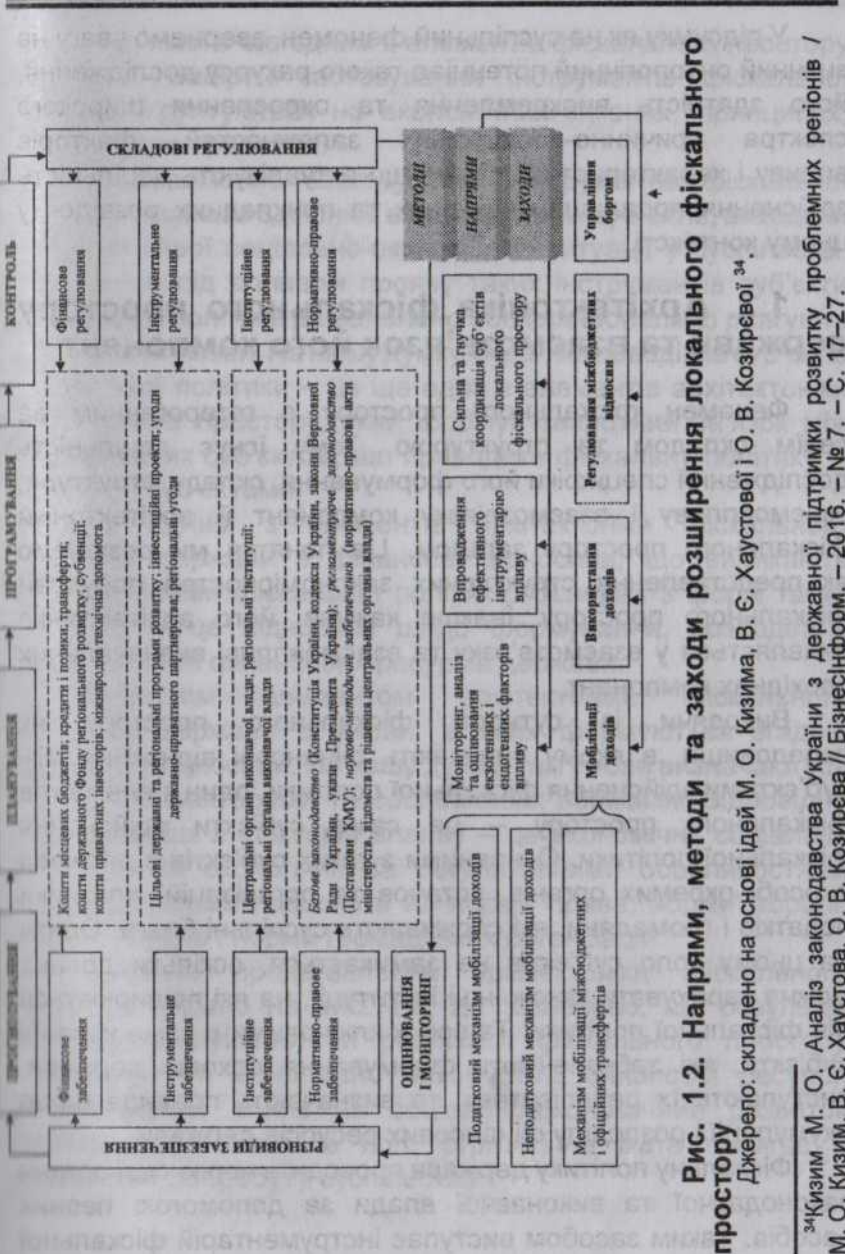 ПРОГНОЗУВАННЯ
ПЛАНУВАННЯ
ПРОГРАМУВАННЯ
КОНТРОЛЬ
РІЗНОВИДИ ЗАБЕЗПЕЧЕННЯ
Фінансове
забезпечення
Інструментальне
забезпечення
Інституційне
забезпечення
Нормативно-правове
забезпечення
ОЦІНЮВАННЯ
І МОНІТОРИНГ
Кошти місцевих бюджетів, кредити і позики, трансферти;
кошти державного Фонду регіонального розвитку; субвенції;
кошти приватних інвесторів; міжнародна технічна допомога
Цільові державні та регіональні програми розвитку; інвестиційні проекти, угоди
державно-приватного партнерства; регіональні угоди
Центральні органи виконавчої влади; регіональні інституції;
регіональні органи виконавчої влади
Базове законодавство (Конституція України, кодекси України, закони Верховної
Ради України, укази Президента України); регламентуюче законодавство
(Постанови КМУ); науково-методичне забезпечення (нормативно-правові акти
міністерств, відомств та рішення центральних органів влади)
Фінансове
регулювання
Інструментальне
регулювання
Інституційне
регулювання
Нормативно-правове
регулювання
СКЛАДОВІ РЕГУЛЮВАННЯ
МЕТОДИ
НАПРЯМИ
ЗАХОДИ
Податковий механізм мобілізації доходів
Неподатковий механізм мобілізації доходів
Механізм мобілізації міжбюджетних
і офіційних трансфертів
Моніторинг, аналіз
та оцінювання
екзогенних і
ендогенних факторів
впливу
Впровадження
ефективного
інструментарію
впливу
Спільна та гнучка
координація суб'єктів
локального
фіскального простору
Мобілізації
доходів
Використання
доходів
Регулювання міжбюджетних
відносин
Управління
боргом
Рис. 1.2. Напрями, методи та заходи розширення локального фіскального
простору
Джерело: складено на основі ідей М. О. Кизима, В. Є. Хаустової і О. В. Козирєвої ³⁴.
³⁴Кизим М. О. Аналіз законодавства України з державної підтримки розвитку проблемних регіонів /
М. О. Кизим, В. Є. Хаустова, О. В. Козирєва // БізнесІнформ. – 2016. – № 7. – С. 17–27.